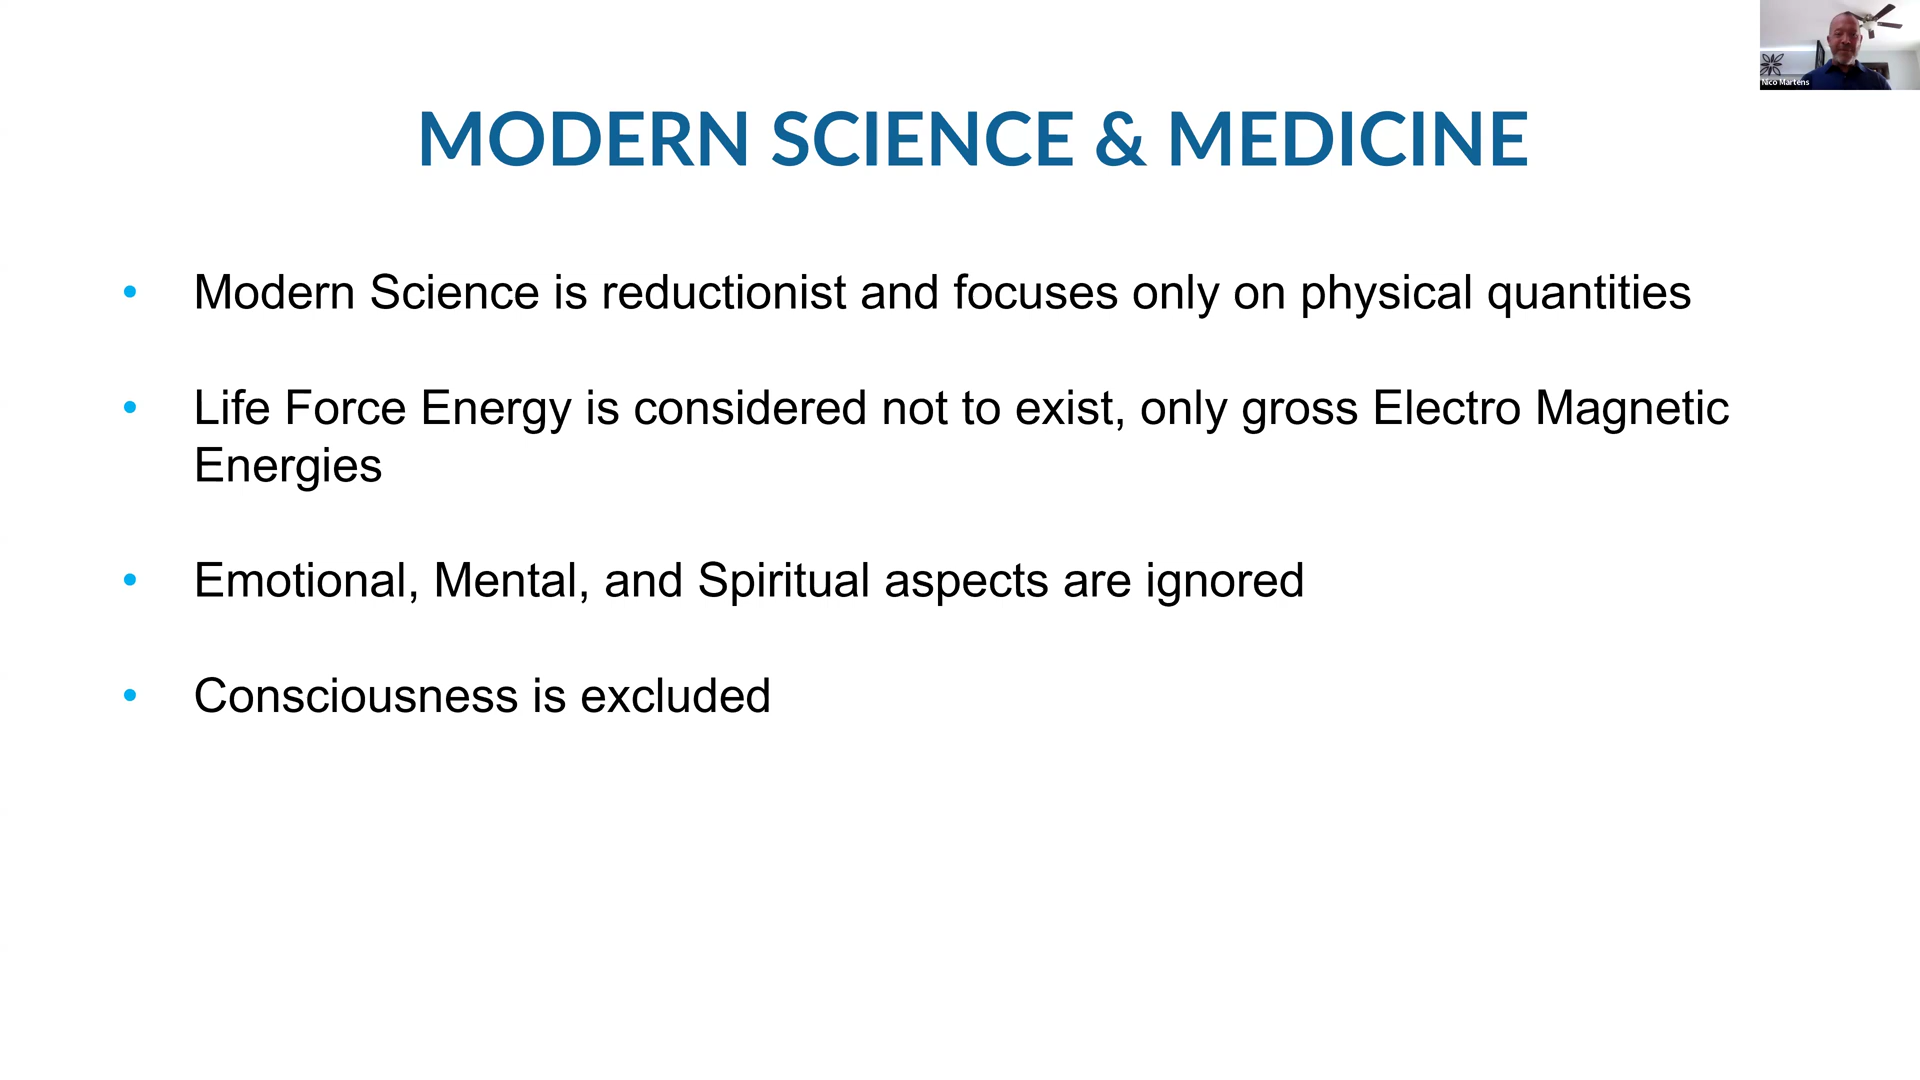 Nico Martens
MODERN SCIENCE & MEDICINE
• Modern Science is reductionist and focuses only on physical quantities
• Life Force Energy is considered not to exist, only gross Electro Magnetic
Energies
• Emotional, Mental, and Spiritual aspects are ignored
• Consciousness is excluded